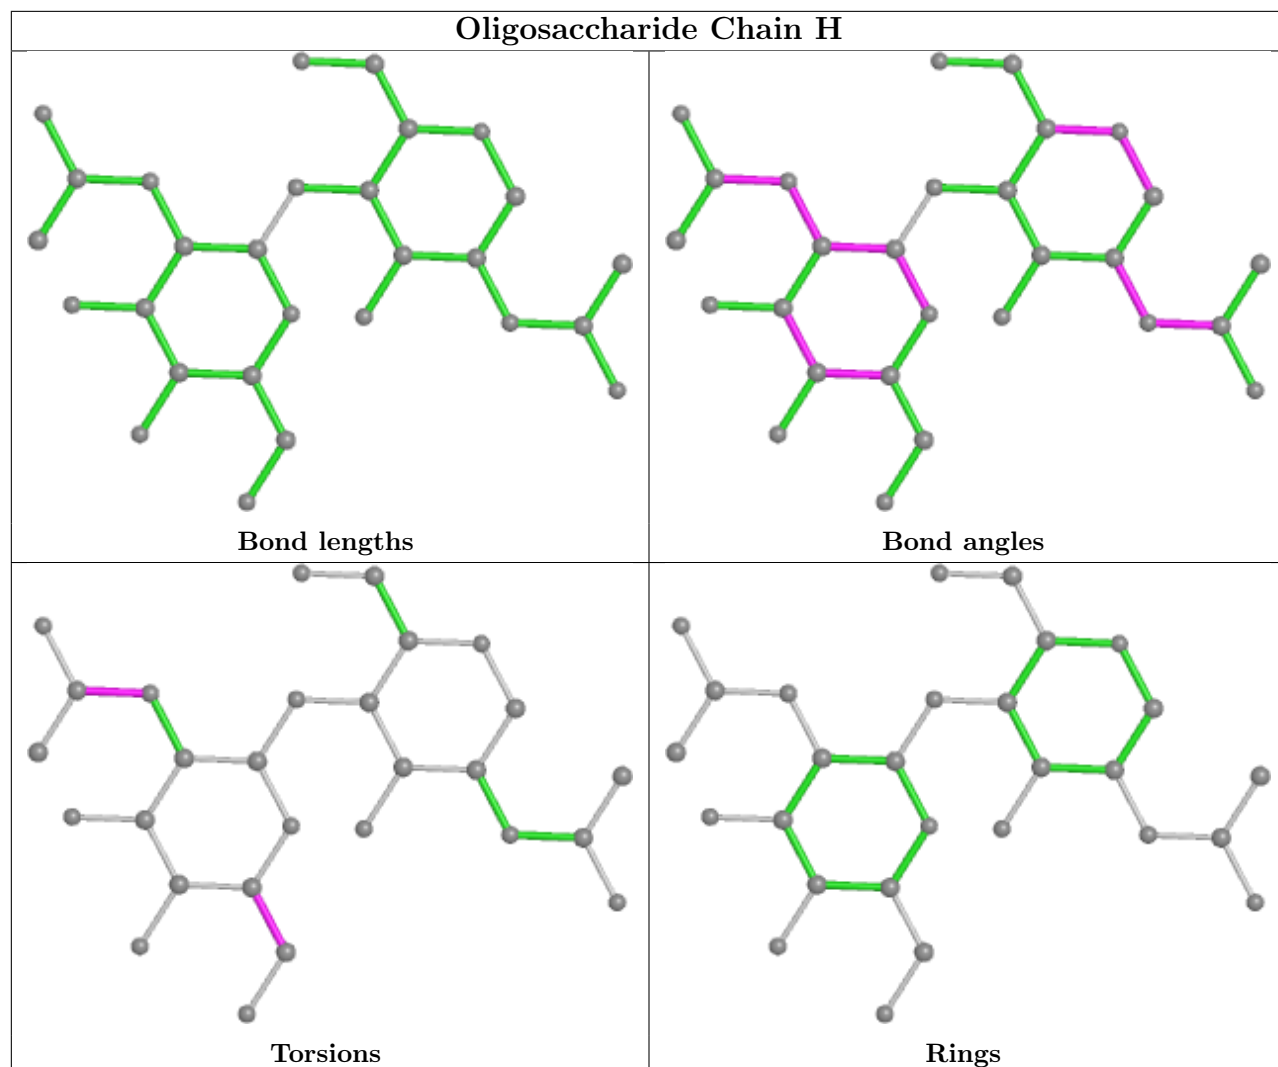 Oligosaccharide Chain H
Bond lengths
Bond angles
Torsions
Rings